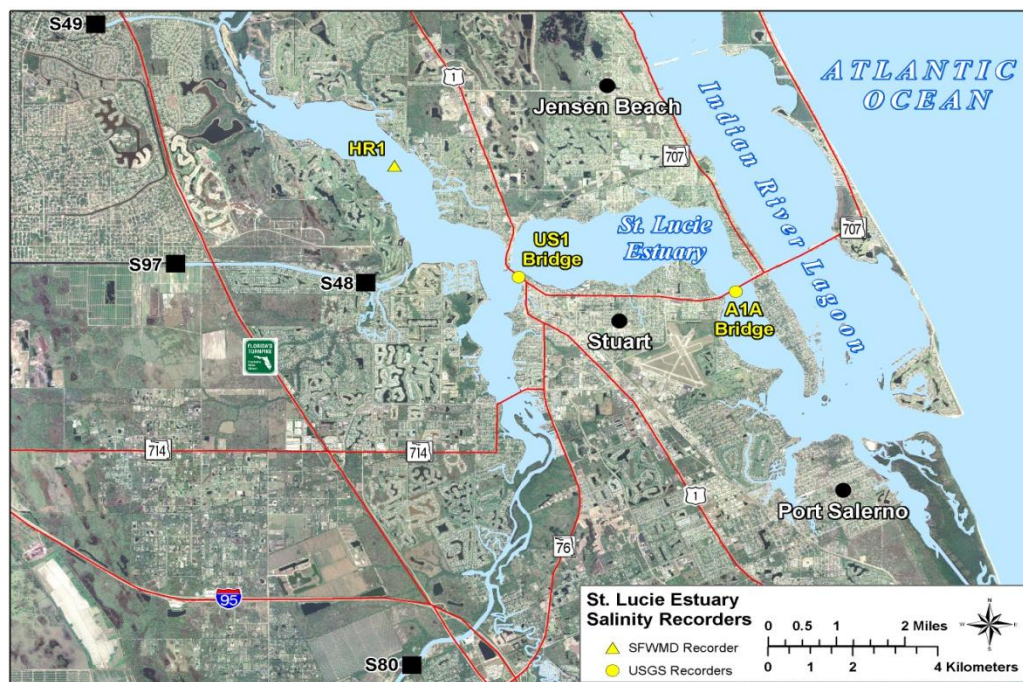 S49
1
Jensen Beach
ATLANTIC
OCEAN
HR1
707
Indian River Lagoon
707
US1
Bridge
St. Lucie
Estuary
S97
S48
A1A
Bridge
Stuart
FLORIDA'S
TURNPIKE
714
714
1
Port Salerno
76
95
S80
St. Lucie Estuary
Salinity Recorders
SFWMD Recorder
USGS Recorders
0 0.5 1 2 Miles
0 1 2 4 Kilometers
N
W
E
S